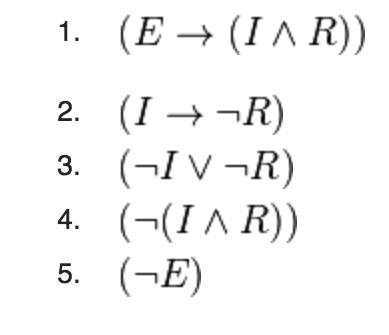 1. (E → (I ∧ R))
2. (I → ¬R)
3. (¬I ∨ ¬R)
4. (¬(I ∧ R))
5. (¬E)